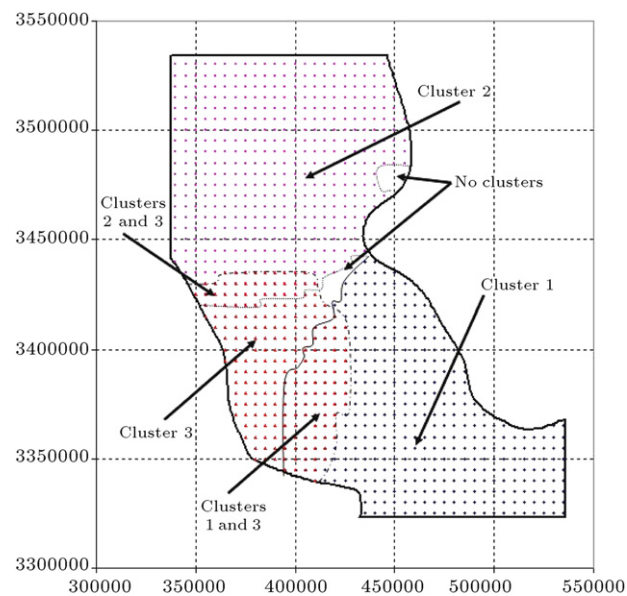 3550000
Cluster 2
3500000
No clusters
Clusters
2 and 3
3450000
Cluster 1
3400000
Cluster 3
3350000
Clusters
1 and 3
3300000
300000 350000 400000 450000 500000 550000